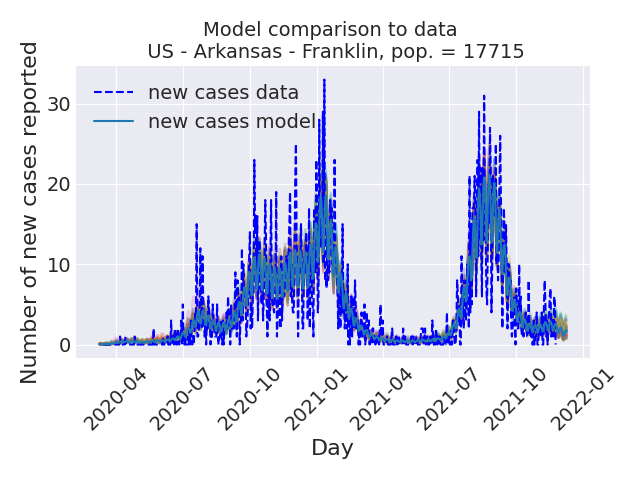 Model comparison to data
US - Arkansas - Franklin, pop. = 17715
new cases data
new cases model
Number of new cases reported
30
20
10
0
2020-04
2020-07
2020-10
2021-01
2021-04
2021-07
2021-10
2022-01
Day